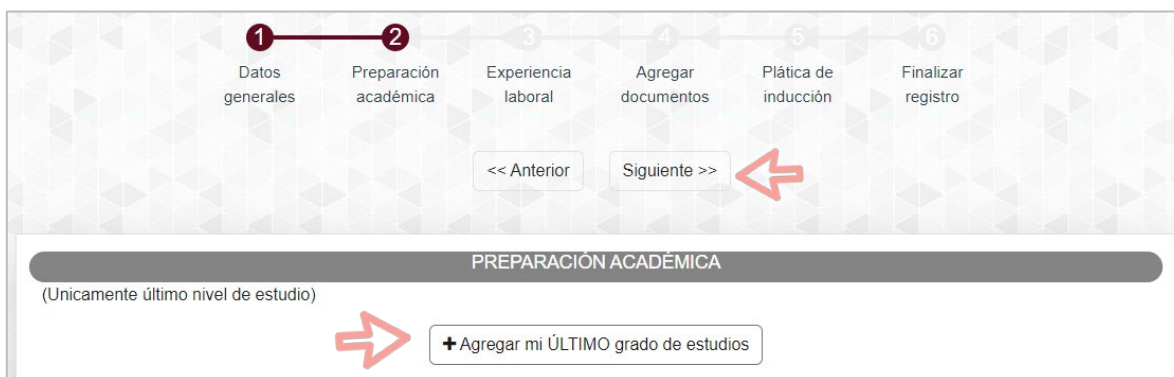 1 2 3 4 5 6
Datos generales
Preparación académica
Experiencia laboral
Agregar documentos
Plática de inducción
Finalizar registro
<< Anterior
Siguiente >>
PREPARACIÓN ACADÉMICA
(Unicamente último nivel de estudio)
+ Agregar mi ÚLTIMO grado de estudios